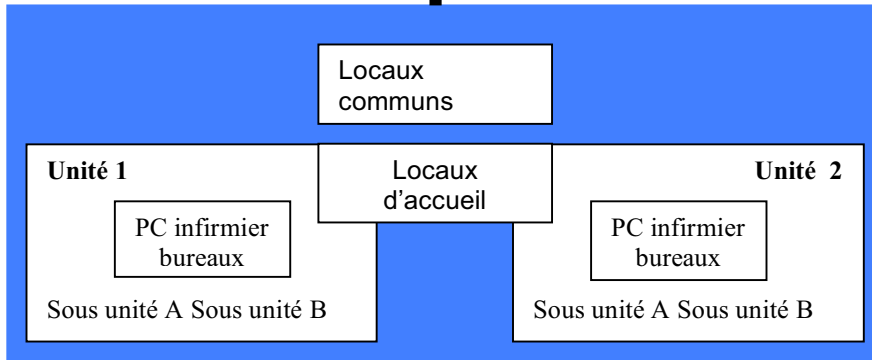 Locaux
communs
Unité 1
Locaux
d'accueil
Unité 2
PC infirmier
bureaux
PC infirmier
bureaux
Sous unité A Sous unité B
Sous unité A Sous unité B